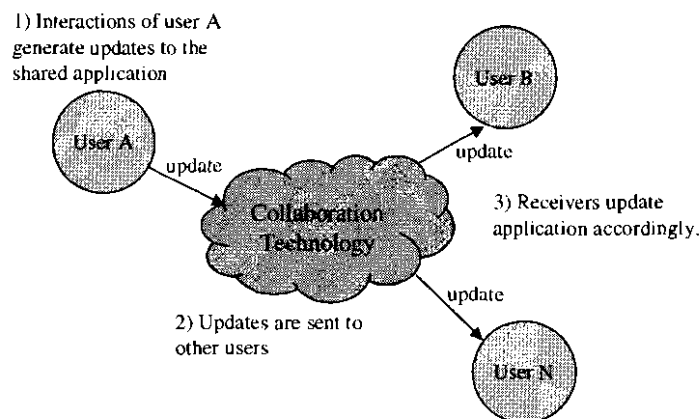 1) Interactions of user A
generate updates to the
shared application
User A
update
User B
update
Collaboration
Technology
3) Receivers update
application accordingly.
update
2) Updates are sent to
other users
User N